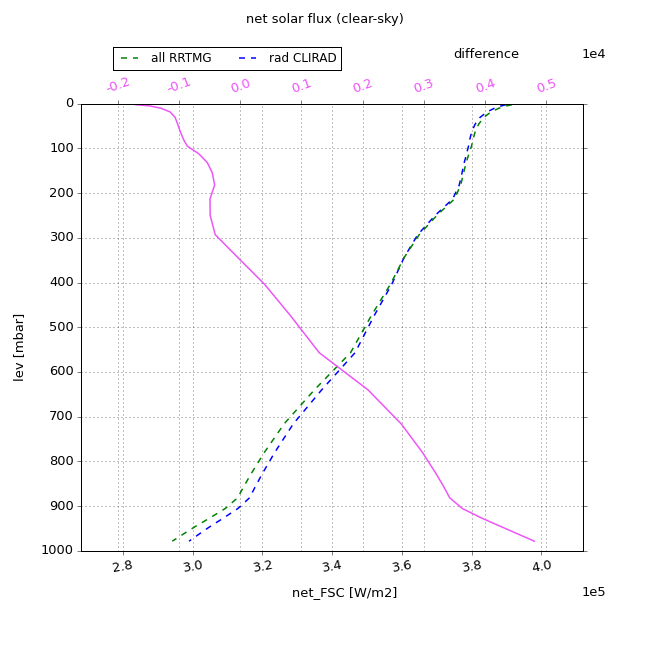 net solar flux (clear-sky)
all RRTMG rad CLIRAD
difference 1e4
-0.2 -0.1 0.0 0.1 0.2 0.3 0.4 0.5
0
100
200
300
400
500
600
700
800
900
1000
lev [mbar]
2.8 3.0 3.2 3.4 3.6 3.8 4.0
net_FSC [W/m2] 1e5